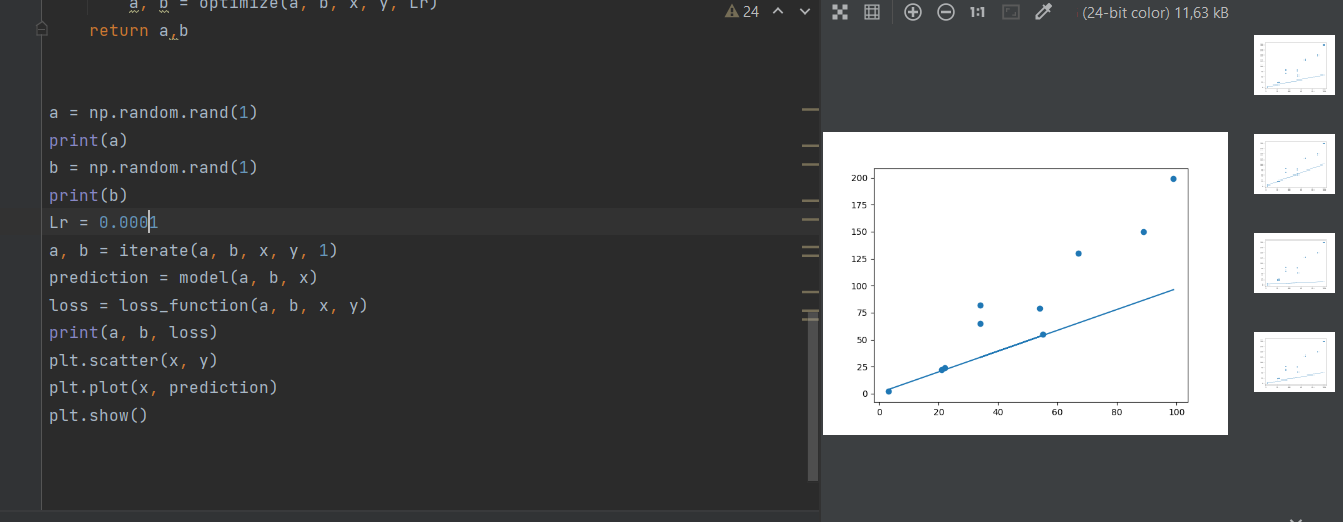 a, b = optimize(a, b, x, y, Lr)
return a,b
a = np.random.rand(1)
print(a)
b = np.random.rand(1)
print(b)
Lr = 0.0001
a, b = iterate(a, b, x, y, 1)
prediction = model(a, b, x)
loss = loss_function(a, b, x, y)
print(a, b, loss)
plt.scatter(x, y)
plt.plot(x, prediction)
plt.show()
24
1:1
(24-bit color) 11,63 kB
200
175
150
125
100
75
50
25
0
0 20 40 60 80 100